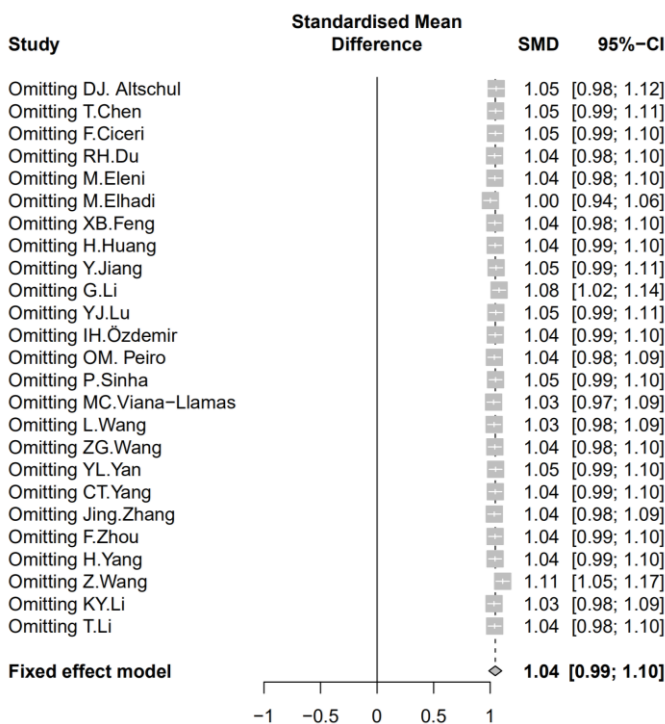 Standardised Mean
Study Difference SMD 95%−CI
Omitting DJ. Altschul 1.05 [0.98; 1.12]
Omitting T.Chen 1.05 [0.99; 1.11]
Omitting F.Ciceri 1.05 [0.99; 1.10]
Omitting RH.Du 1.04 [0.98; 1.10]
Omitting M.Eleni 1.04 [0.98; 1.10]
Omitting M.Elhadi 1.00 [0.94; 1.06]
Omitting XB.Feng 1.04 [0.98; 1.10]
Omitting H.Huang 1.04 [0.99; 1.10]
Omitting Y.Jiang 1.05 [0.99; 1.11]
Omitting G.Li 1.08 [1.02; 1.14]
Omitting YJ.Lu 1.05 [0.99; 1.11]
Omitting IH.Özdemir 1.04 [0.99; 1.10]
Omitting OM. Peiro 1.04 [0.98; 1.09]
Omitting P.Sinha 1.05 [0.99; 1.10]
Omitting MC.Viana−Llamas 1.03 [0.97; 1.09]
Omitting L.Wang 1.03 [0.98; 1.09]
Omitting ZG.Wang 1.04 [0.98; 1.10]
Omitting YL.Yan 1.05 [0.99; 1.10]
Omitting CT.Yang 1.04 [0.99; 1.10]
Omitting Jing.Zhang 1.04 [0.98; 1.09]
Omitting F.Zhou 1.04 [0.99; 1.10]
Omitting H.Yang 1.04 [0.99; 1.10]
Omitting Z.Wang 1.11 [1.05; 1.17]
Omitting KY.Li 1.03 [0.98; 1.09]
Omitting T.Li 1.04 [0.98; 1.10]
Fixed effect model 1.04 [0.99; 1.10]
−1 −0.5 0 0.5 1